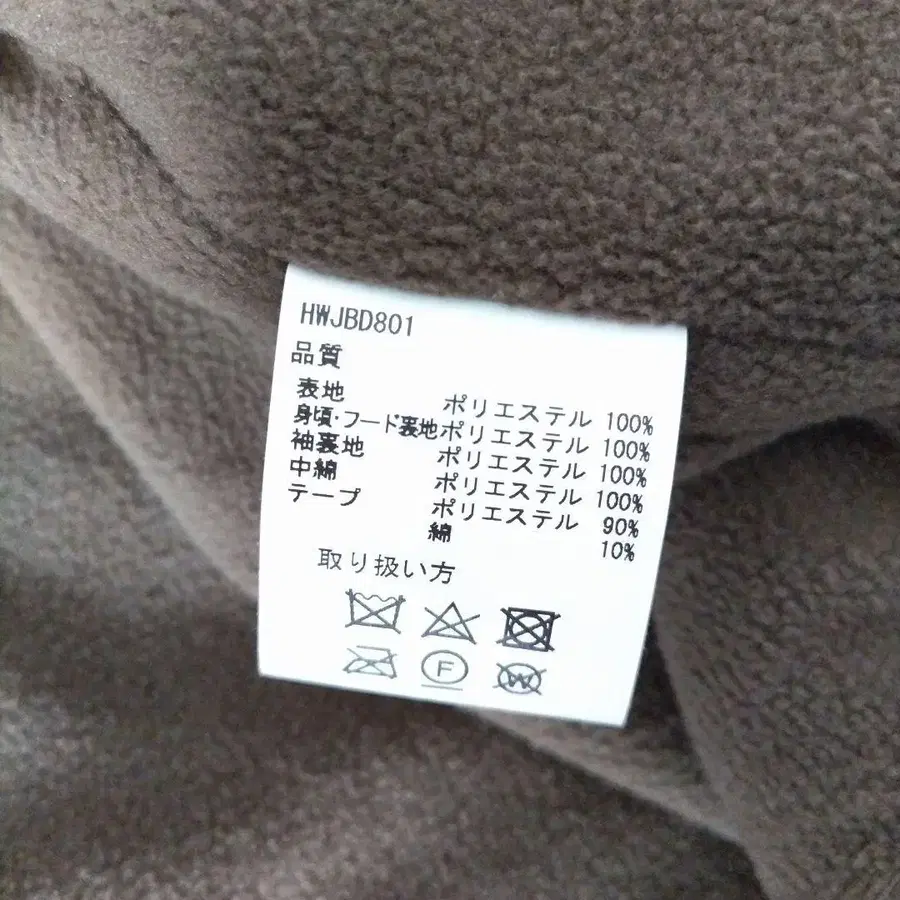 HWJBD801
品質
表地 ポリエステル 100%
身頃・フード裏地 ポリエステル 100%
袖裏地 ポリエステル 100%
中綿 ポリエステル 100%
テープ ポリエステル 90%
綿 10%
取り扱い方
F
W